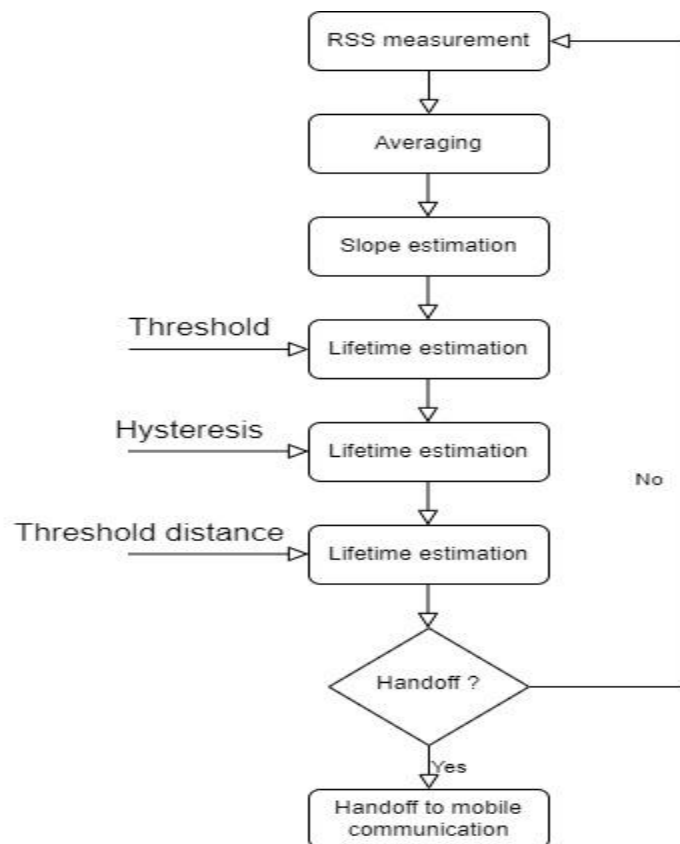 RSS measurement
Averaging
Slope estimation
Threshold
Lifetime estimation
Hysteresis
Lifetime estimation
No
Threshold distance
Lifetime estimation
Handoff ?
Yes
Handoff to mobile
communication